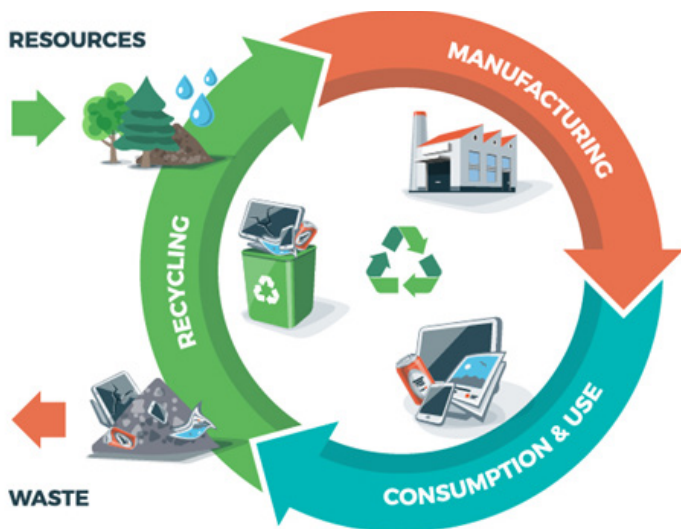 RESOURCES
MANUFACTURING
RECYCLING
CONSUMPTION & USE
WASTE